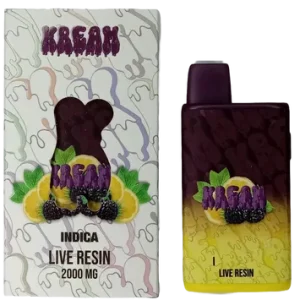 KREAM
KREAM
INDICA
LIVE RESIN
2000 MG
KREAM
I
LIVE RESIN